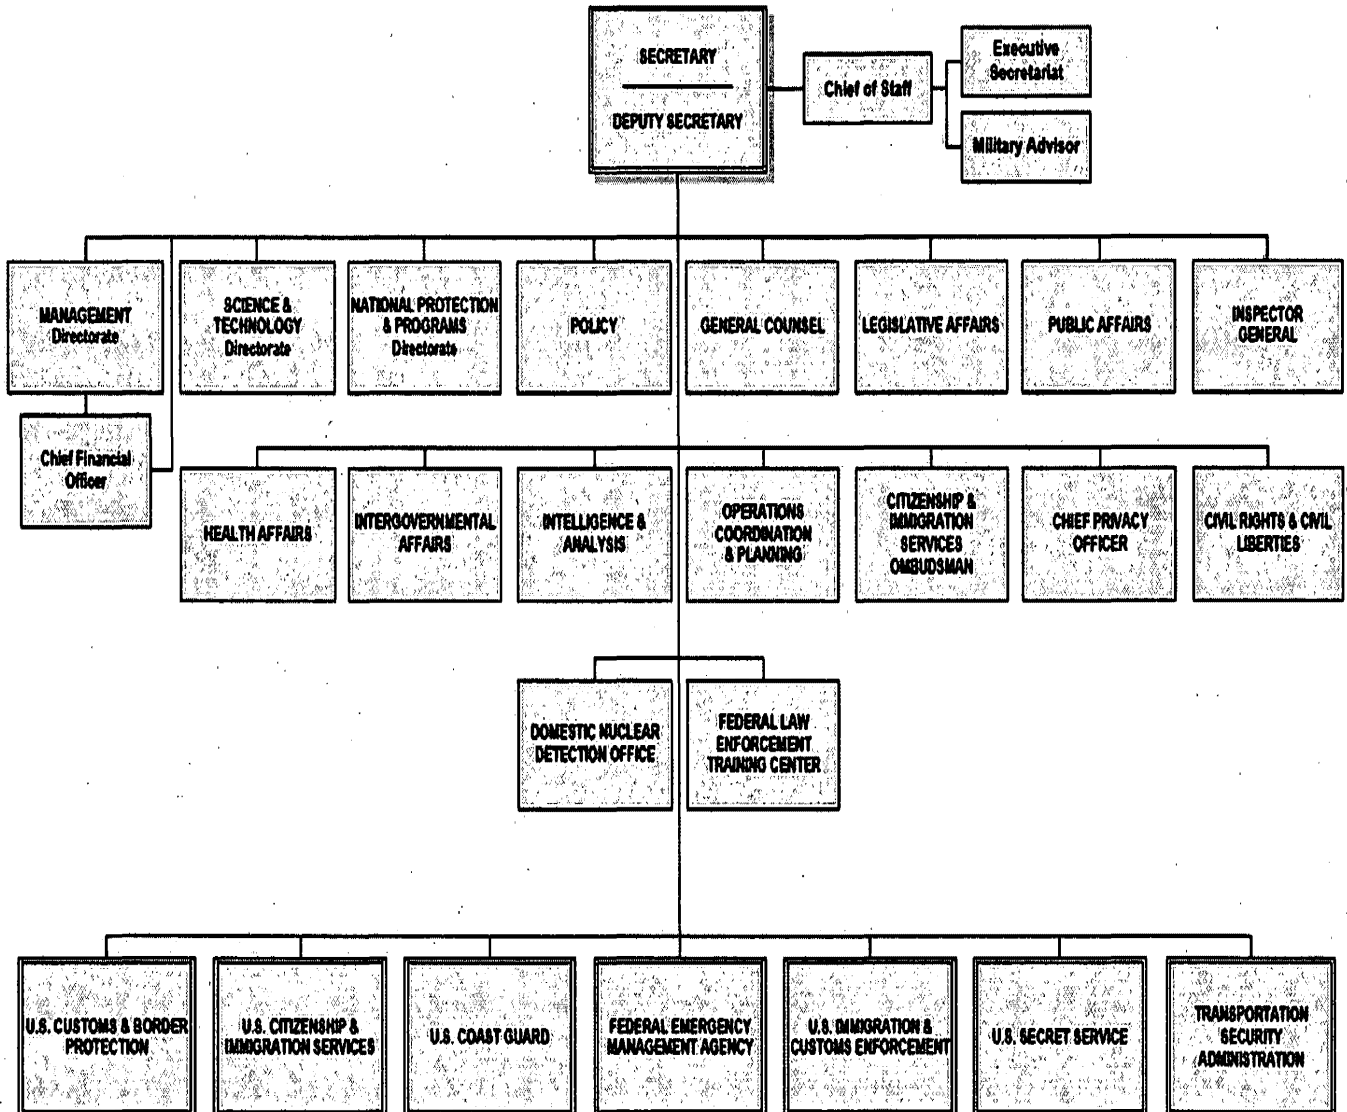 SECRETARY
DEPUTY SECRETARY
Chief of Staff
Executive
Secretariat
Military Advisor
MANAGEMENT
Directorate
SCIENCE &
TECHNOLOGY
Directorate
NATIONAL PROTECTION
& PROGRAMS
Directorate
POLICY
GENERAL COUNSEL
LEGISLATIVE AFFAIRS
PUBLIC AFFAIRS
INSPECTOR
GENERAL
Chief Financial
Officer
HEALTH AFFAIRS
INTERGOVERNMENTAL
AFFAIRS
INTELLIGENCE &
ANALYSIS
OPERATIONS
COORDINATION
& PLANNING
CITIZENSHIP &
IMMIGRATION
SERVICES
OMBUDSMAN
CHIEF PRIVACY
OFFICER
CIVIL RIGHTS & CIVIL
LIBERTIES
DOMESTIC NUCLEAR
DETECTION OFFICE
FEDERAL LAW
ENFORCEMENT
TRAINING CENTER
U.S. CUSTOMS & BORDER
PROTECTION
U.S. CITIZENSHIP &
IMMIGRATION SERVICES
U.S. COAST GUARD
FEDERAL EMERGENCY
MANAGEMENT AGENCY
U.S. IMMIGRATION &
CUSTOMS ENFORCEMENT
U.S. SECRET SERVICE
TRANSPORTATION
SECURITY
ADMINISTRATION